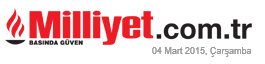 Milliyet.com.tr
BASINDA GÜVEN
04 Mart 2015, Çarşamba